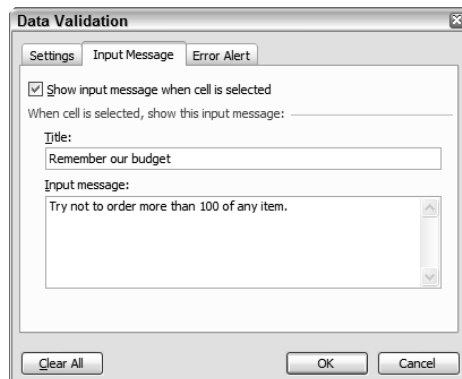 Data Validation
Settings
Input Message
Error Alert
Show input message when cell is selected
When cell is selected, show this input message:
Title:
Remember our budget
Input message:
Try not to order more than 100 of any item.
Clear All
OK
Cancel